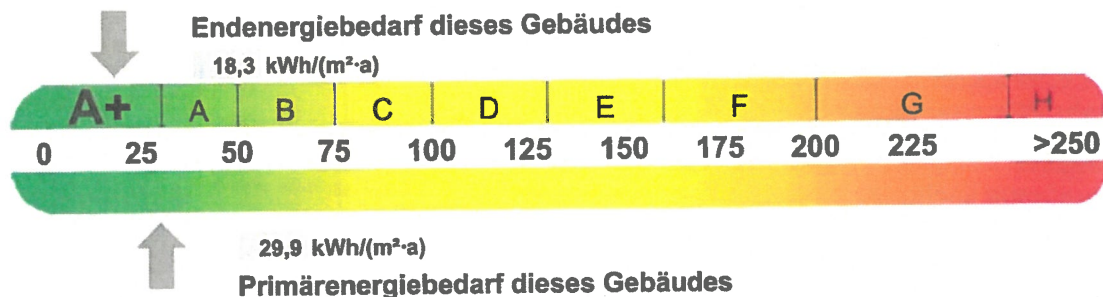 Endenergiebedarf dieses Gebäudes
18,3 kWh/(m²·a)
A+ A B C D E F G H
0 25 50 75 100 125 150 175 200 225 >250
29,9 kWh/(m²·a)
Primärenergiebedarf dieses Gebäudes